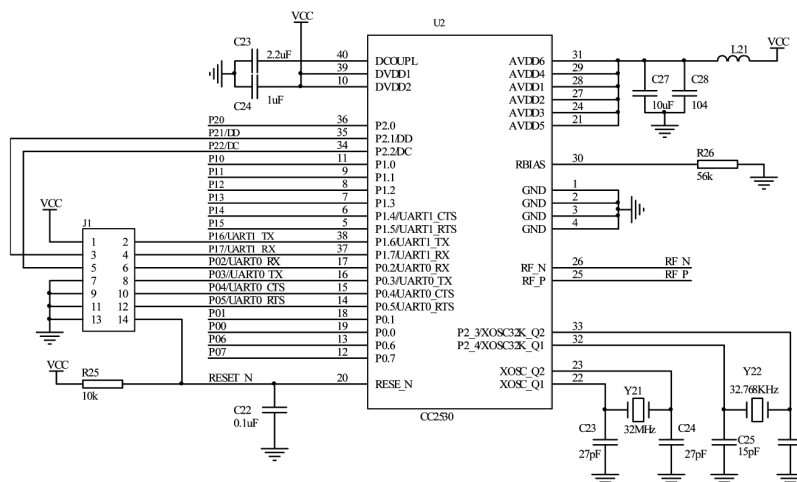 U2
VCC
C23
2.2uF
C24
1uF
40 DCOUPL
39 DVDD1
10 DVDD2
P20 36 P2.0
P21/DD 35 P2.1/DD
P22/DC 34 P2.2/DC
P10 11 P1.0
P11 9 P1.1
P12 8 P1.2
P13 7 P1.3
P14 6 P1.4/UART1_CTS
P15 5 P1.5/UART1_RTS
P16/UART1_TX 38 P1.6/UART1_TX
P17/UART1_RX 37 P1.7/UART1_RX
P02/UART0_RX 17 P0.2/UART0_RX
P03/UART0_TX 16 P0.3/UART0_TX
P04/UART0_CTS 15 P0.4/UART0_CTS
P05/UART0_RTS 14 P0.5/UART0_RTS
P01 18 P0.1
P00 19 P0.0
P06 13 P0.6
P07 12 P0.7
RESET_N 20 RESE_N
VCC
J1
1 2
3 4
5 6
7 8
9 10
11 12
13 14
VCC
R25
10k
C22
0.1uF
CC2530
AVDD6 31
AVDD4 29
AVDD1 28
AVDD2 27
AVDD3 24
AVDD5 21
L21
VCC
C27
10uF
C28
104
RBIAS 30
R26
56k
GND 1
GND 2
GND 3
GND 4
RF_N 26 RF_N
RF_P 25 RF_P
P2_3/XOSC32K_Q2 33
P2_4/XOSC32K_Q1 32
XOSC_Q2 23
XOSC_Q1 22
Y21
32MHz
Y22
32.768KHz
C23
27pF
C24
27pF
C25
15pF